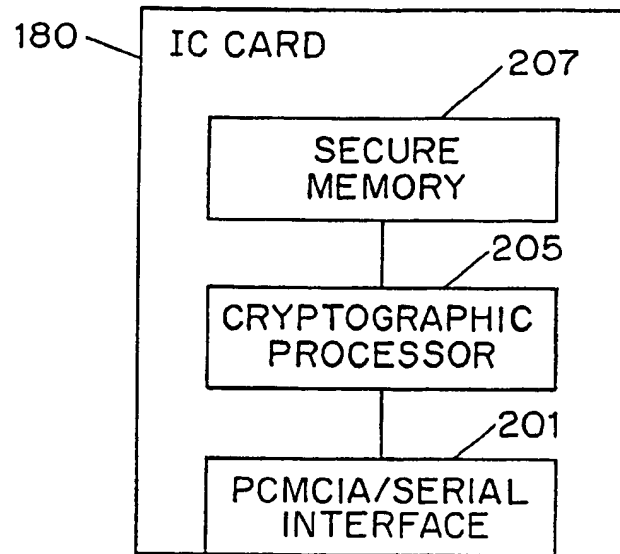 180
IC CARD
207
SECURE
MEMORY
205
CRYPTOGRAPHIC
PROCESSOR
201
PCMCIA/SERIAL
INTERFACE